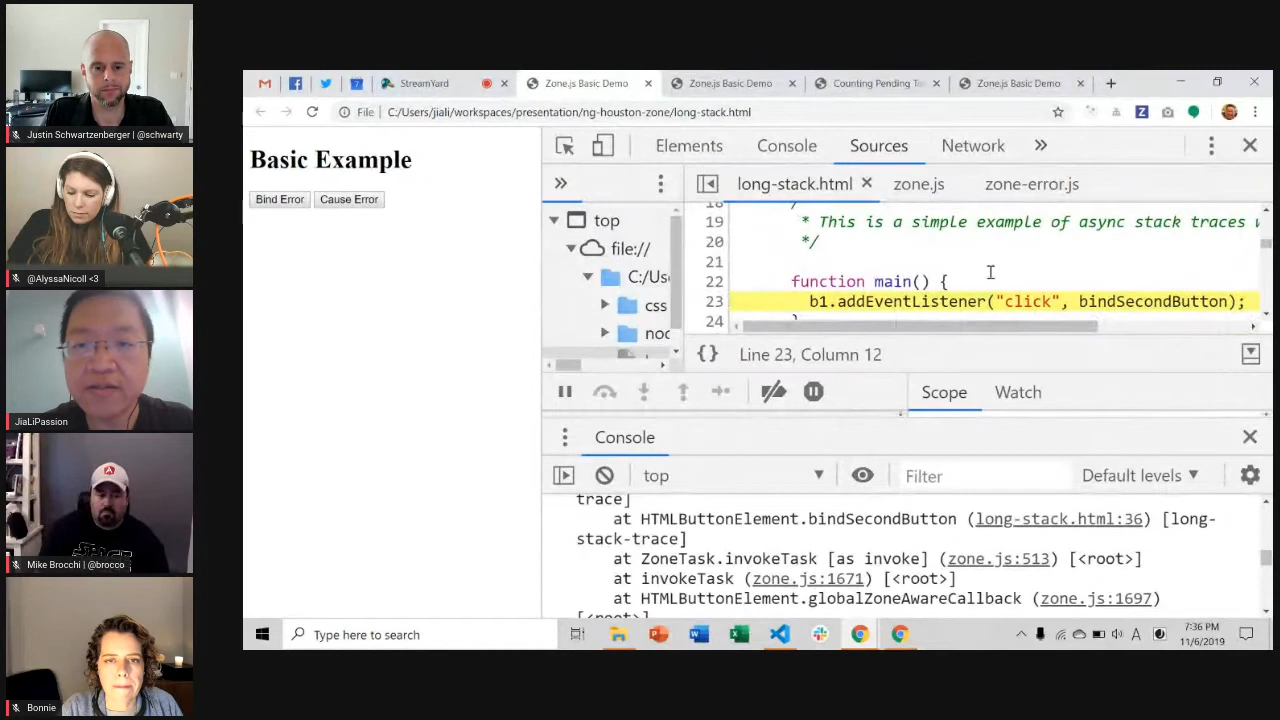 Justin Schwartzenberger | @schwarty
@AlyssaNicoll <3
JiaLiPassion
Mike Brocchi | @brocco
Bonnie
StreamYard
Zone.js Basic Demo
Zone.js Basic Demo
Counting Pending Ta
Zone.js Basic Demo
File | C:/Users/jiali/workspaces/presentation/ng-houston-zone/long-stack.html
Basic Example
Bind Error
Cause Error
Elements Console Sources Network
long-stack.html zone.js zone-error.js
top
file://
C:/Use
css
noc
18 /*
19 * This is a simple example of async stack traces w
20 */
21
22 function main() {
23 b1.addEventListener("click", bindSecondButton);
24 }
{} Line 23, Column 12
Scope Watch
Console
top Filter Default levels
trace]
at HTMLButtonElement.bindSecondButton (long-stack.html:36) [long-
stack-trace]
at ZoneTask.invokeTask [as invoke] (zone.js:513) [<root>]
at invokeTask (zone.js:1671) [<root>]
at HTMLButtonElement.globalZoneAwareCallback (zone.js:1697)
[<root>]
Type here to search
7:36 PM
11/6/2019